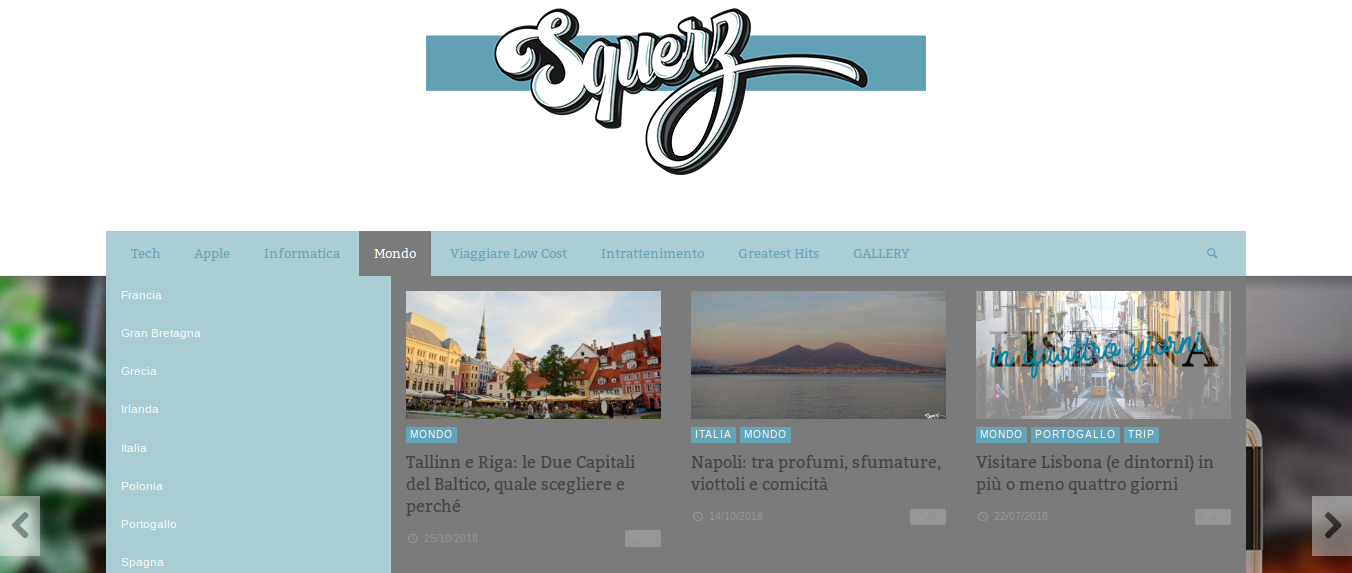 Squerz
Tech Apple Informatica Mondo Viaggiare Low Cost Intrattenimento Greatest Hits GALLERY
Francia
Gran Bretagna
Grecia
Irlanda
Italia
Polonia
Portogallo
Spagna
MONDO
Tallinn e Riga: le Due Capitali
del Baltico, quale scegliere e
perché
25/10/2018
ITALIA MONDO
Napoli: tra profumi, sfumature,
viottoli e comicità
14/10/2018
LISBONA
in quattro giorni
MONDO PORTOGALLO TRIP
Visitare Lisbona (e dintorni) in
più o meno quattro giorni
22/07/2018